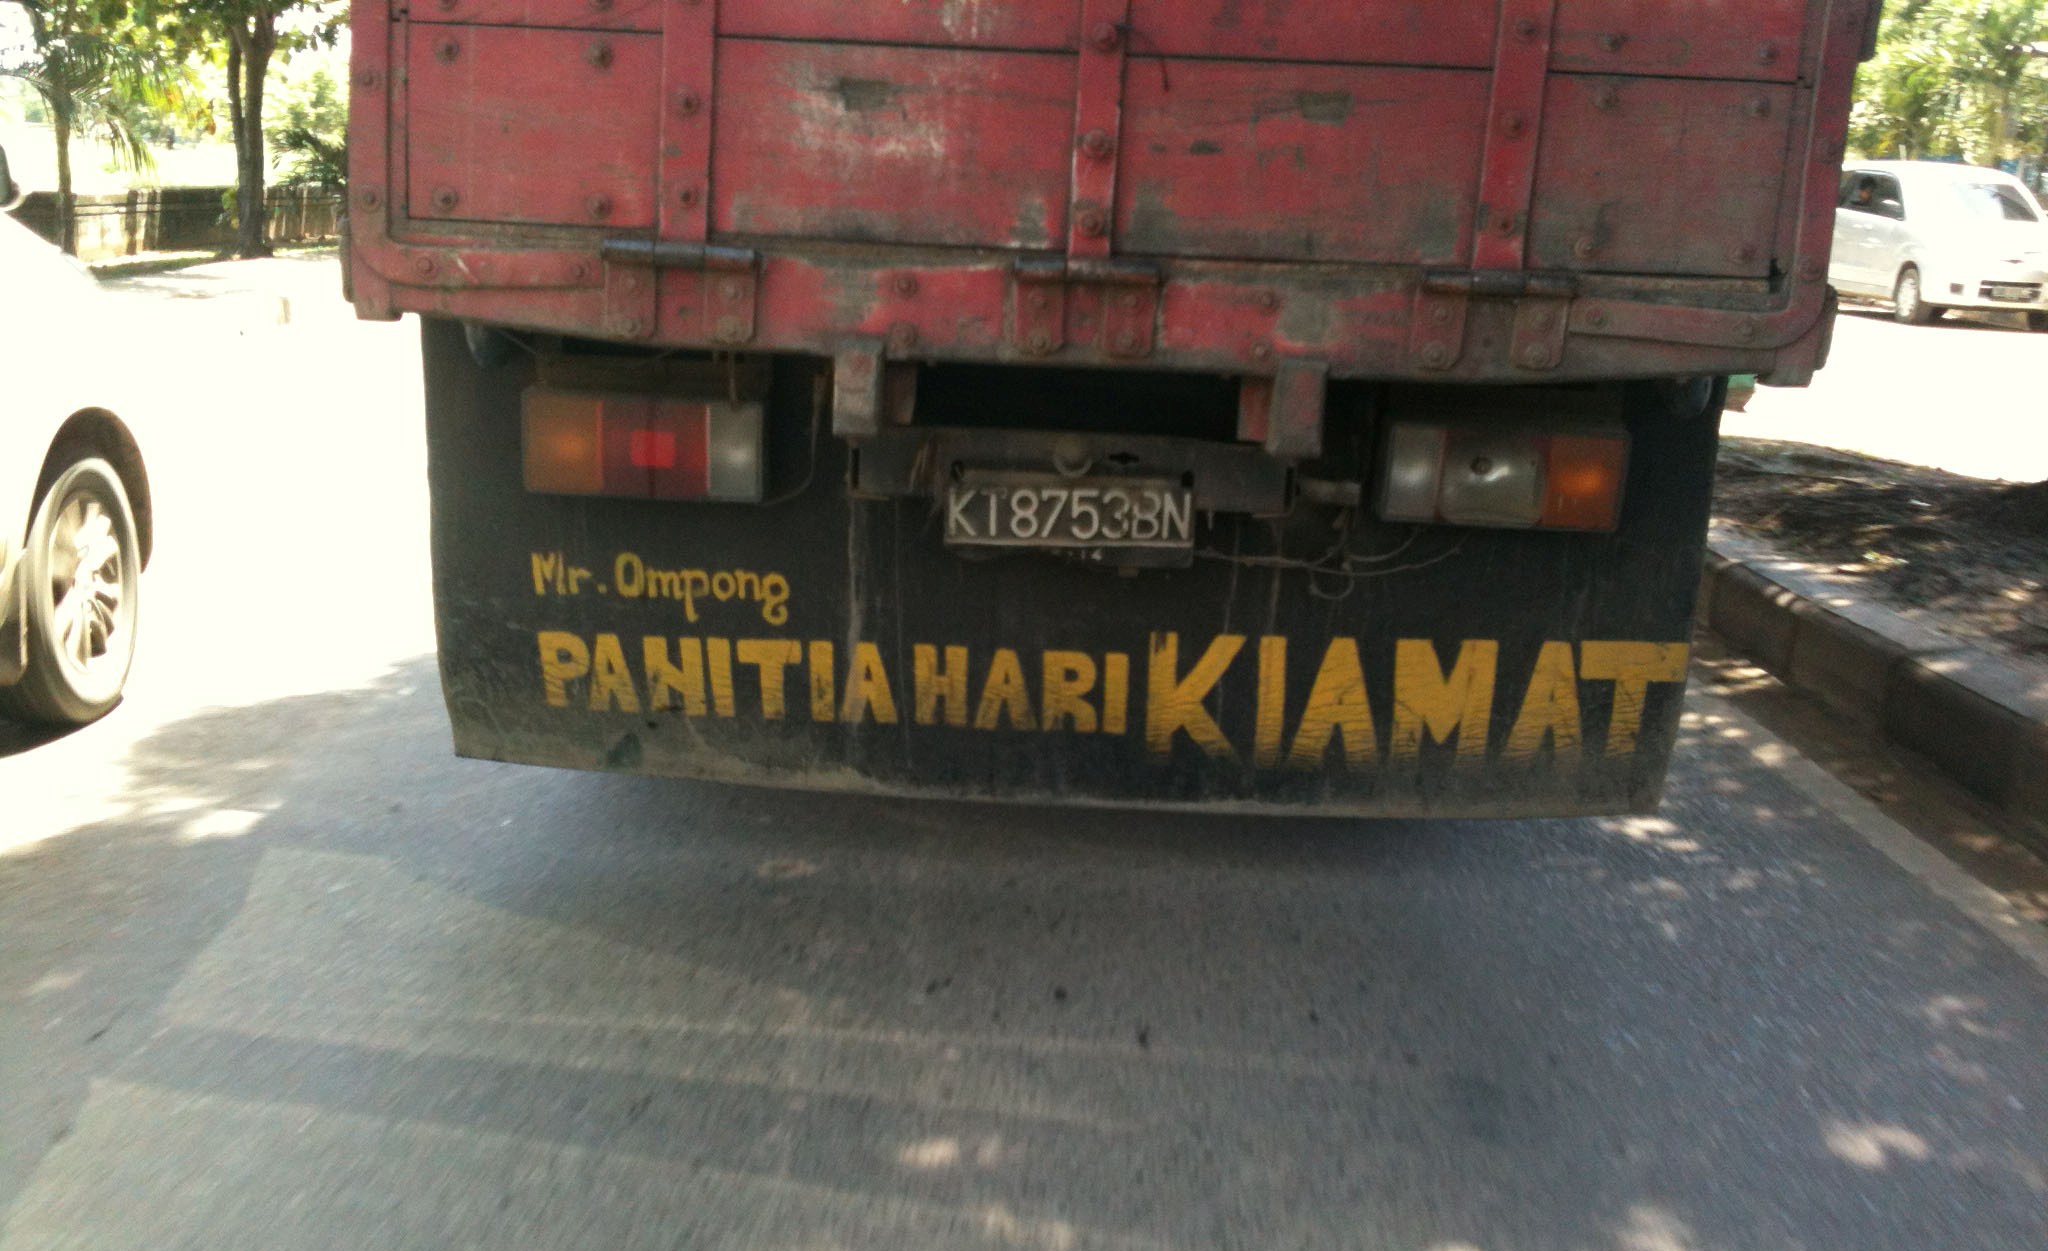 KT8753BN
Mr. Ompong
PANITIA HARI KIAMAT